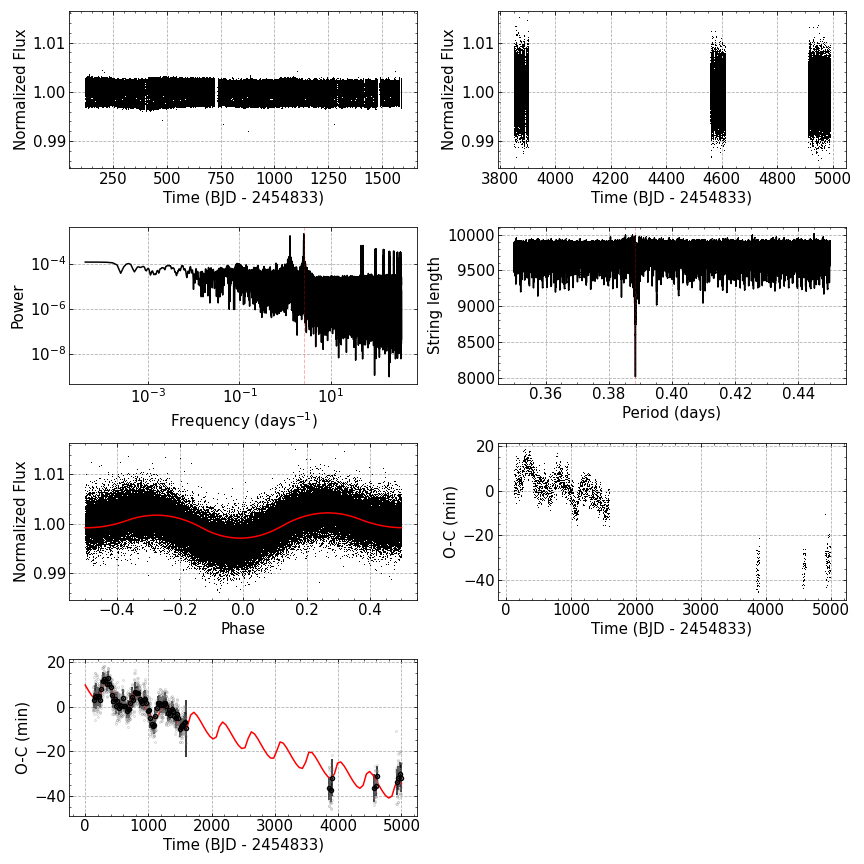 Normalized Flux
1.01
1.00
0.99
250 500 750 1000 1250 1500
Time (BJD - 2454833)
Normalized Flux
1.01
1.00
0.99
3800 4000 4200 4400 4600 4800 5000
Time (BJD - 2454833)
Power
10⁻⁴
10⁻⁶
10⁻⁸
10⁻³ 10⁻¹ 10¹
Frequency (days⁻¹)
String length
10000
9500
9000
8500
8000
0.36 0.38 0.40 0.42 0.44
Period (days)
Normalized Flux
1.01
1.00
0.99
−0.4 −0.2 0.0 0.2 0.4
Phase
O-C (min)
20
0
−20
−40
0 1000 2000 3000 4000 5000
Time (BJD - 2454833)
O-C (min)
20
0
−20
−40
0 1000 2000 3000 4000 5000
Time (BJD - 2454833)